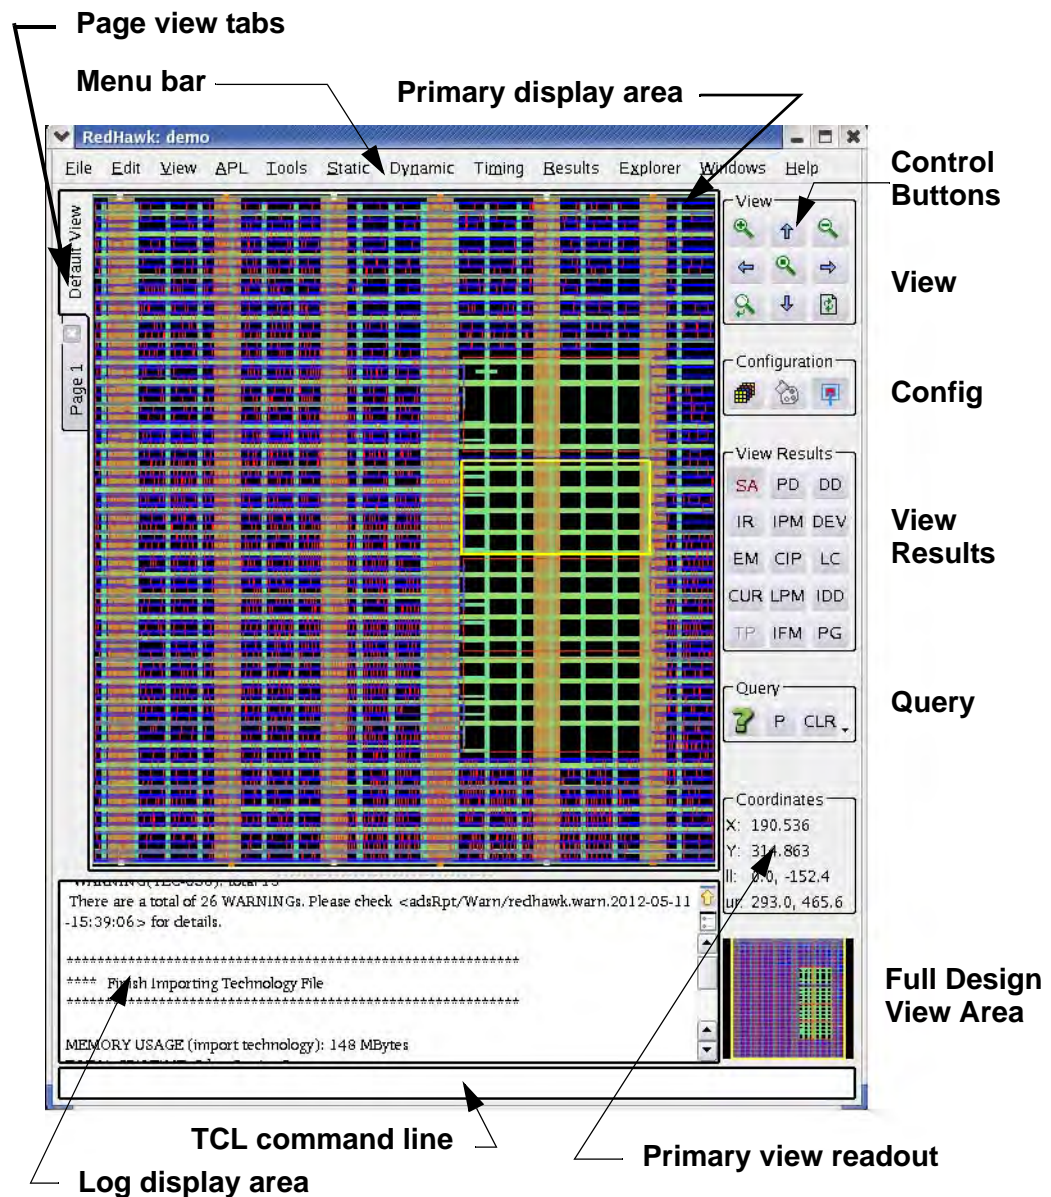 Page view tabs
Menu bar
Primary display area
RedHawk: demo
File Edit View APL Tools Static Dynamic Timing Results Explorer Windows Help
Control
Buttons
Default View
Page 1
View
View
Configuration
Config
View Results
SA PD DD
IR IPM DEV
EM CIP LC
CUR LPM IDD
TP IFM PG
View
Results
Query
P CLR
Query
Coordinates
X: 190.536
Y: 314.863
ll: 0.0, -152.4
ur: 293.0, 465.6
There are a total of 26 WARNINGs. Please check <adsRpt/Warn/redhawk.warn.2012-05-11
-15:39:06> for details.
**************************************************************
**** Finish Importing Technology File
**************************************************************
MEMORY USAGE (import technology): 148 MBytes
Full Design
View Area
TCL command line
Primary view readout
Log display area